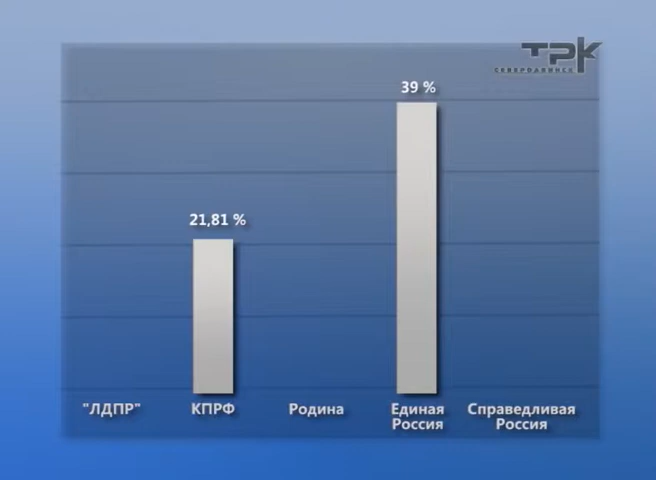 ТРК
СЕВЕРОДВИНСК
39 %
21,81 %
"ЛДПР"
КПРФ
Родина
Единая
Россия
Справедливая
Россия